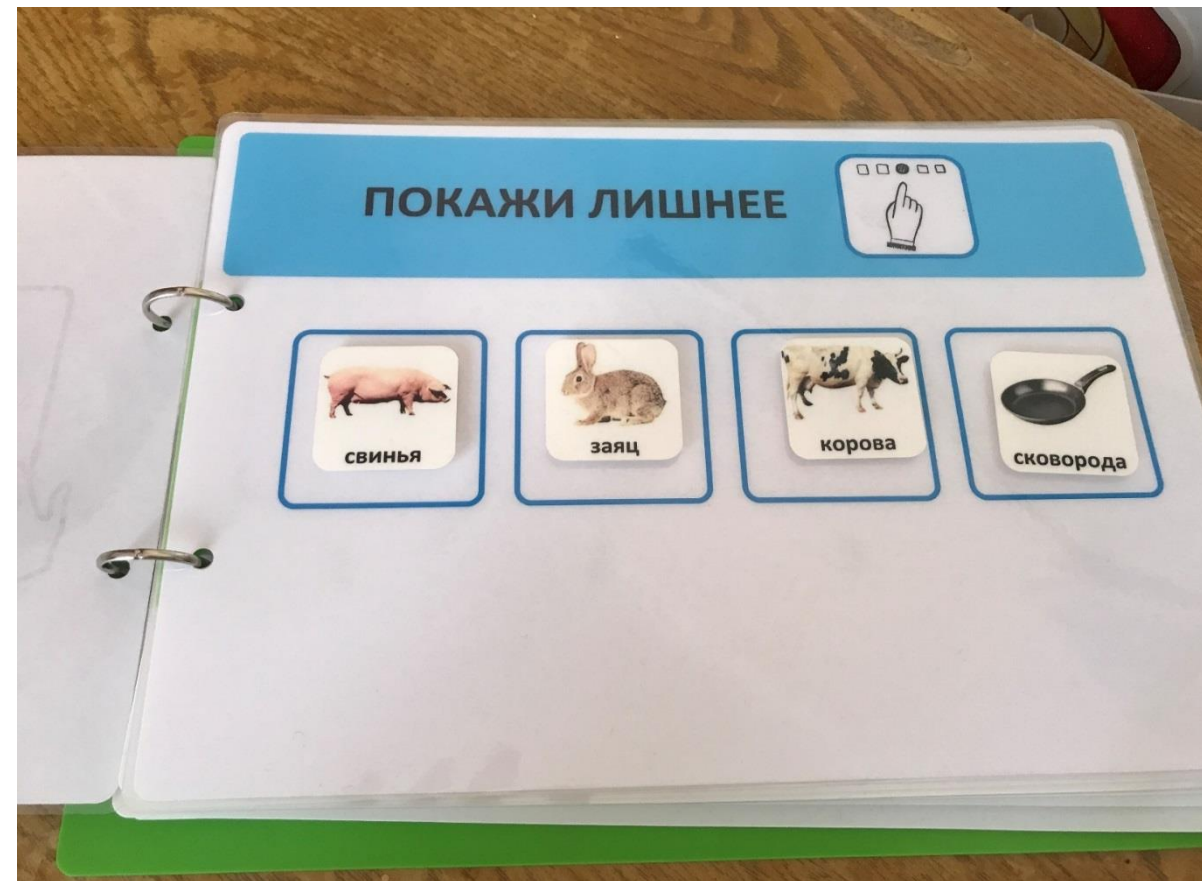 ПОКАЖИ ЛИШНЕЕ
свинья
заяц
корова
сковорода